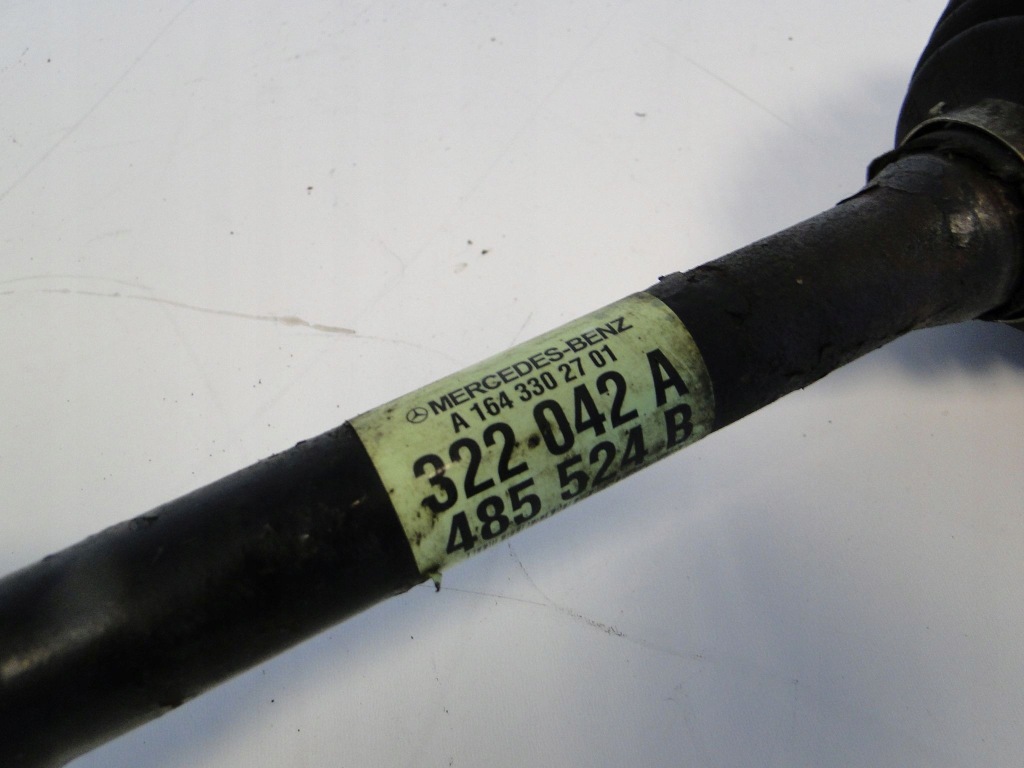 MERCEDES-BENZ
A 164 330 27 01
322 042 A
485 524 B